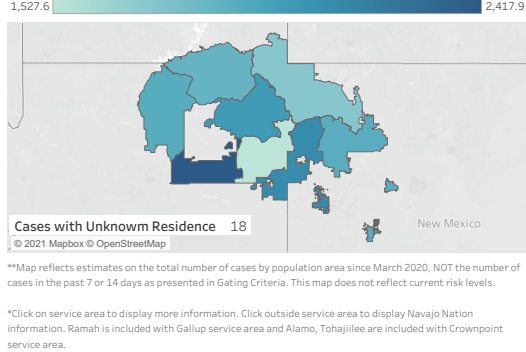 1,527.6 2,417.9
Cases with Unknowm Residence 18
New Mexico
© 2021 Mapbox © OpenStreetMap
**Map reflects estimates on the total number of cases by population area since March 2020, NOT the number of
cases in the past 7 or 14 days as presented in Gating Criteria. This map does not reflect current risk levels.
*Click on service area to display more information. Click outside service area to display Navajo Nation
information. Ramah is included with Gallup service area and Alamo, Tohajiilee are included with Crownpoint
service area.